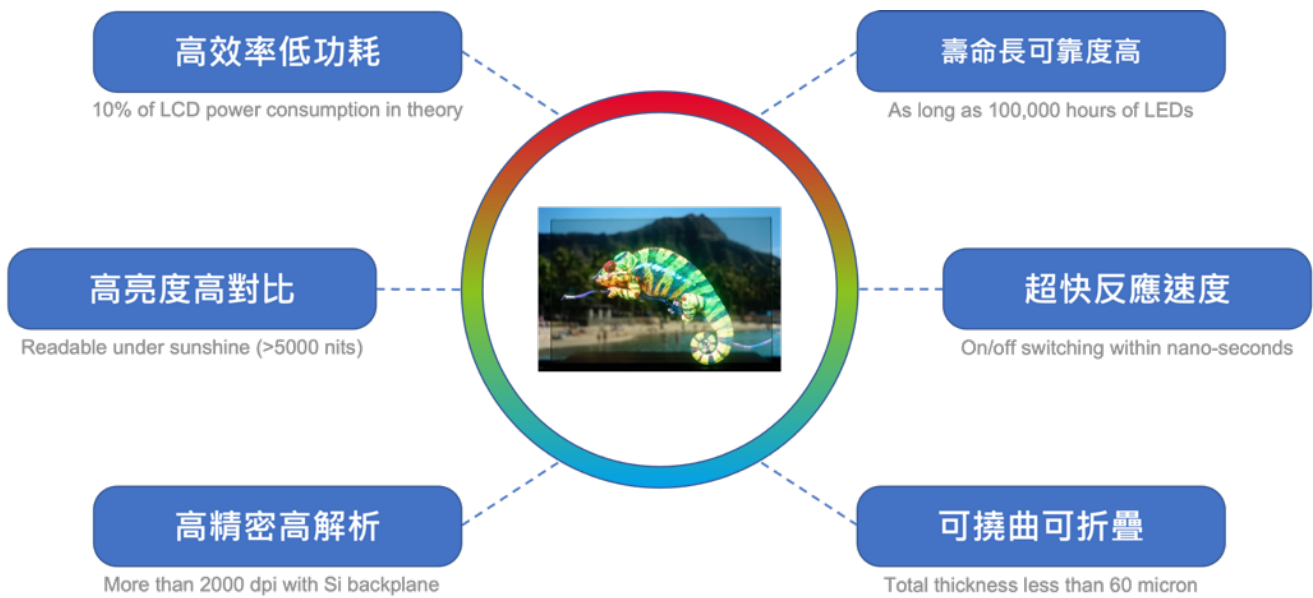 高效率低功耗
10% of LCD power consumption in theory
壽命長可靠度高
As long as 100,000 hours of LEDs
高亮度高對比
Readable under sunshine (>5000 nits)
超快反應速度
On/off switching within nano-seconds
高精密高解析
More than 2000 dpi with Si backplane
可撓曲可折疊
Total thickness less than 60 micron